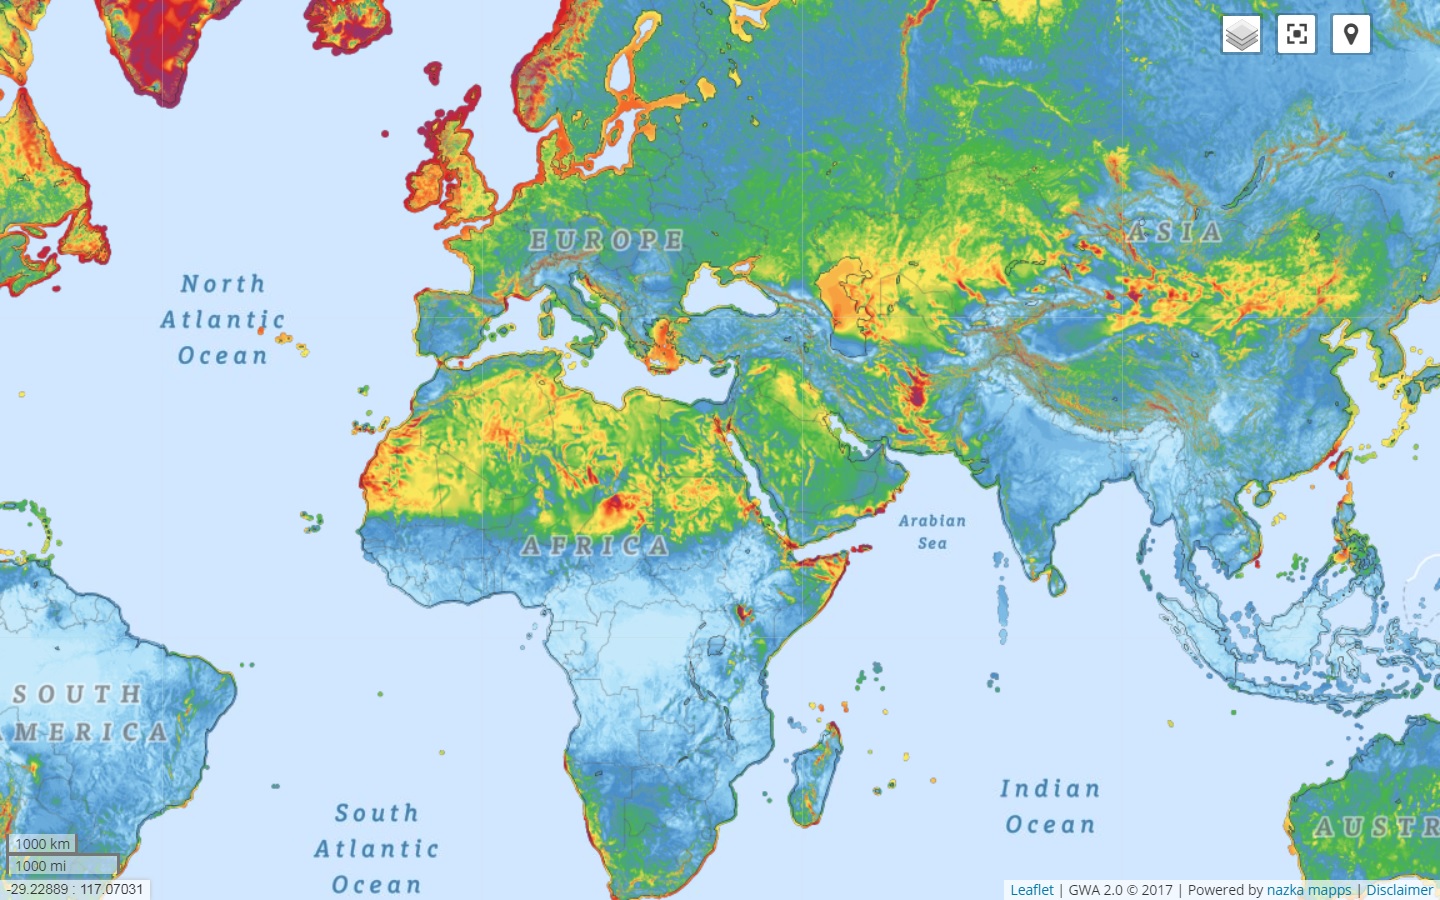 EUROPE
ASIA
North
Atlantic
Ocean
Arabian
Sea
AFRICA
SOUTH
AMERICA
Indian
Ocean
South
Atlantic
Ocean
AUSTR
1000 km
1000 mi
-29.22889 : 117.07031
Leaflet | GWA 2.0 © 2017 | Powered by nazka mapps | Disclaimer